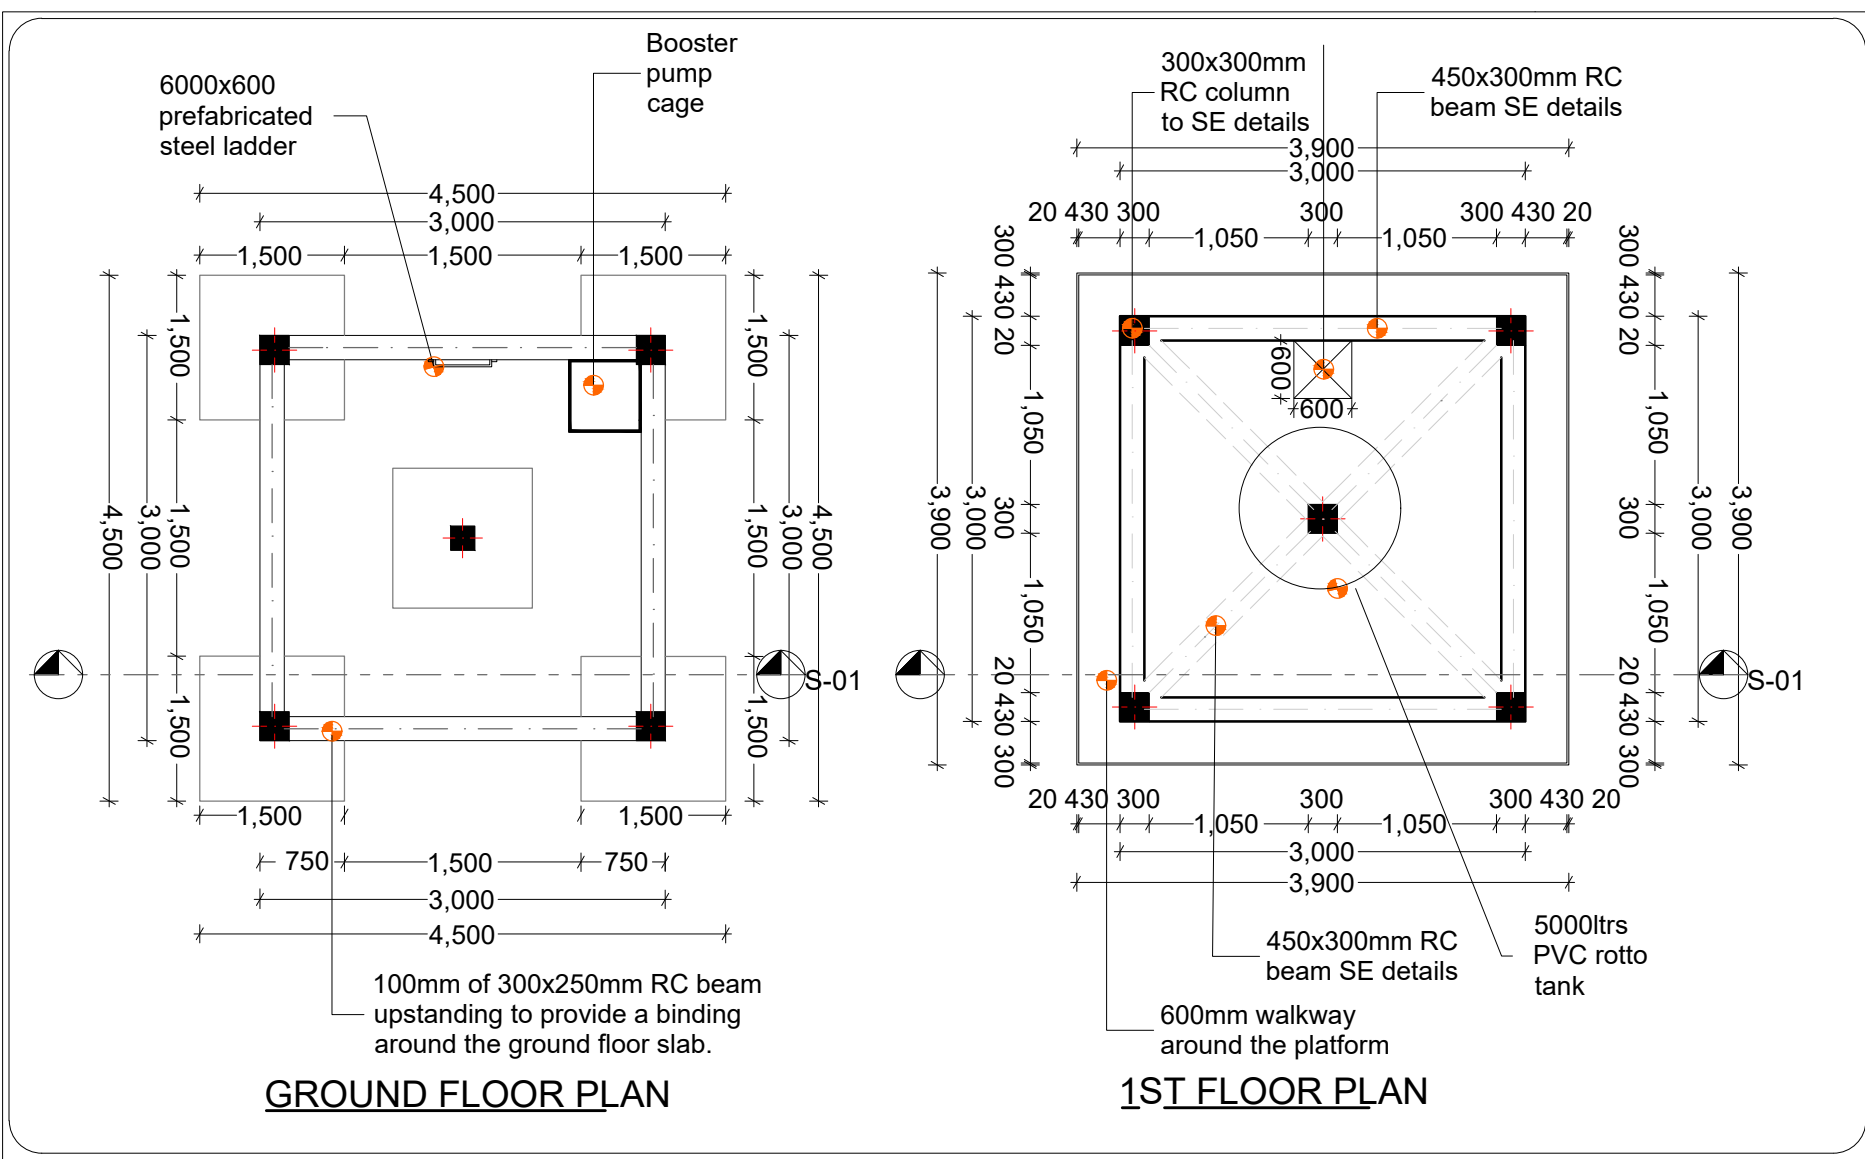 6000x600
prefabricated
steel ladder
Booster
pump
cage
4,500
3,000
1,500
1,500
1,500
4,500
3,000
1,500
1,500
1,500
1,500
1,500
1,500
3,000
4,500
S-01
1,500
1,500
750
1,500
750
3,000
4,500
100mm of 300x250mm RC beam
upstanding to provide a binding
around the ground floor slab.
GROUND FLOOR PLAN
300x300mm
RC column
to SE details
450x300mm RC
beam SE details
3,900
3,000
20 430 300
300
300 430 20
1,050
1,050
3,900
3,000
300 430 20
1,050
300
1,050
20 430 300
600
600
300 430 20
1,050
300
1,050
20 430 300
3,000
3,900
S-01
20 430 300
300
300 430 20
1,050
1,050
3,000
3,900
450x300mm RC
beam SE details
5000ltrs
PVC rotto
tank
600mm walkway
around the platform
1ST FLOOR PLAN